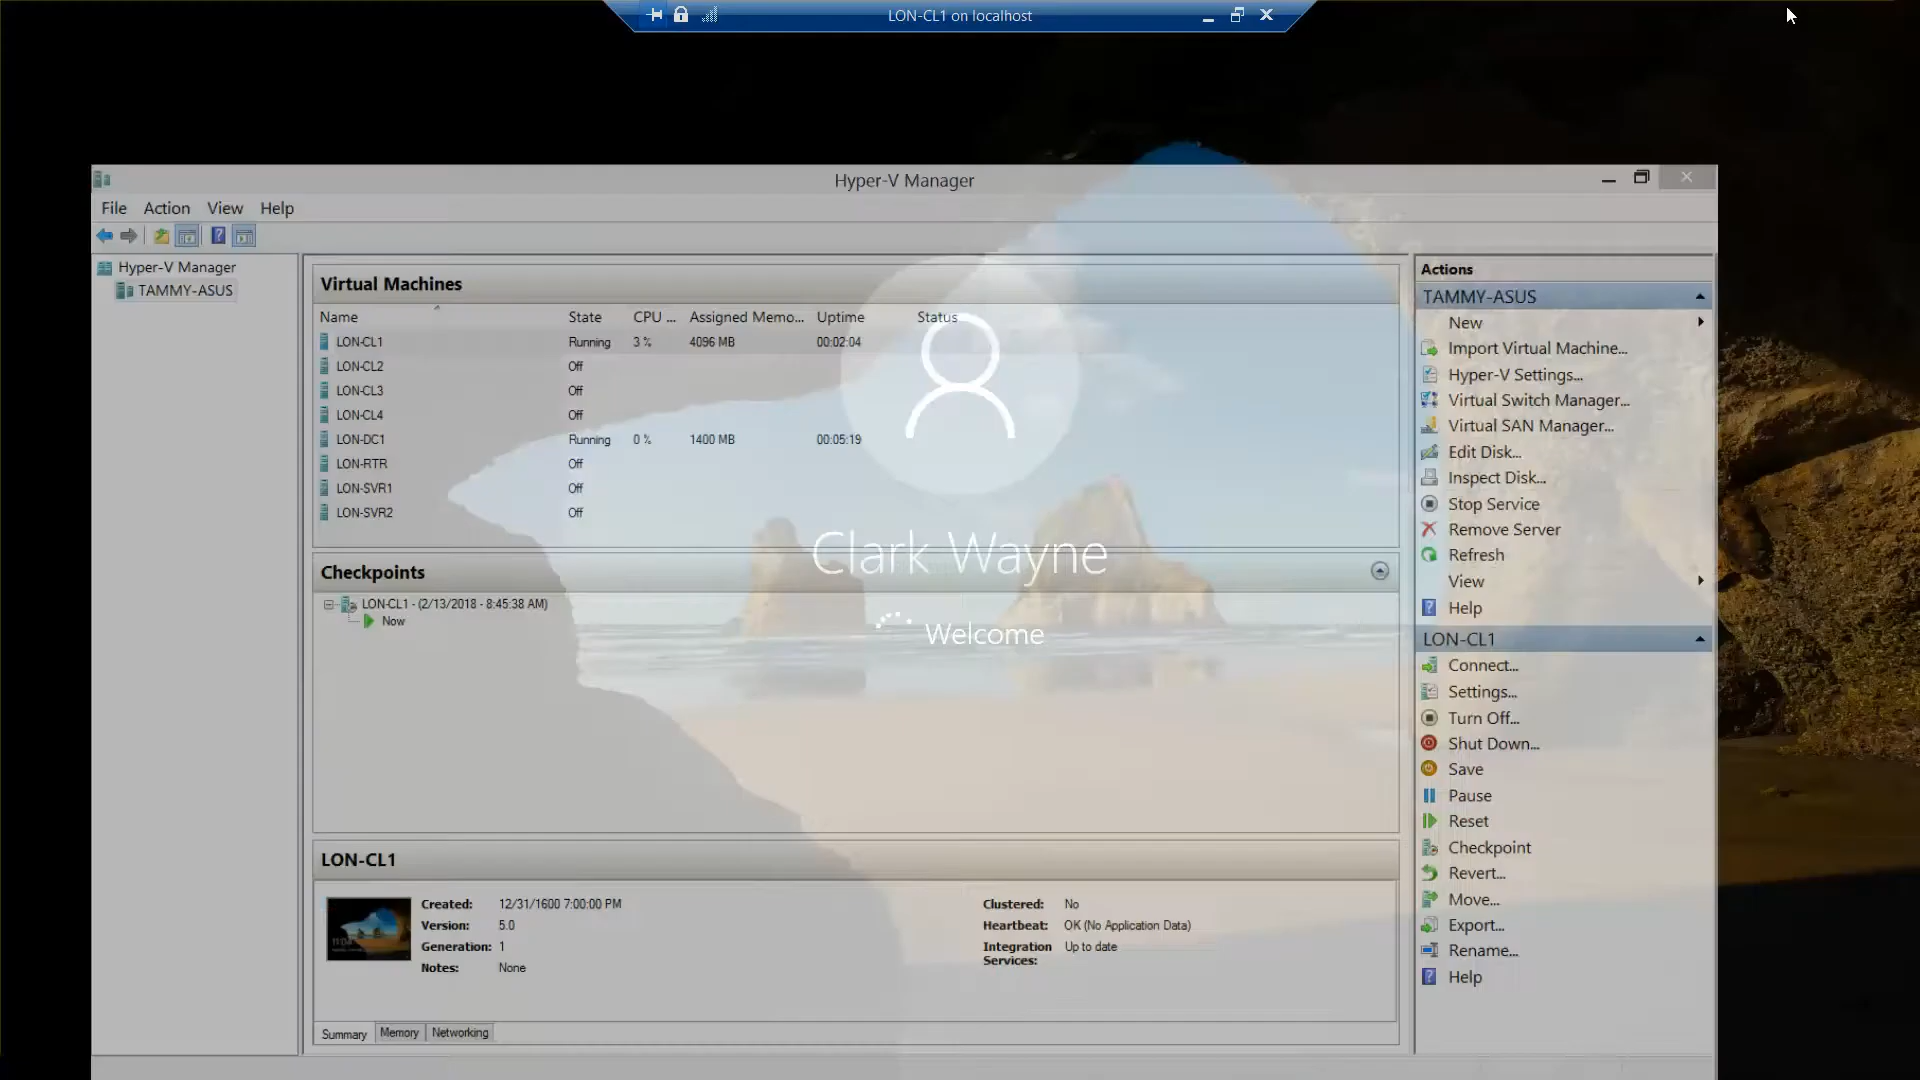 LON-CL1 on localhost
Hyper-V Manager
File Action View Help
Hyper-V Manager
TAMMY-ASUS
Virtual Machines
Name State CPU ... Assigned Memo... Uptime Status
LON-CL1 Running 3 % 4096 MB 00:02:04
LON-CL2 Off
LON-CL3 Off
LON-CL4 Off
LON-DC1 Running 0 % 1400 MB 00:05:19
LON-RTR Off
LON-SVR1 Off
LON-SVR2 Off
Clark Wayne
Welcome
Checkpoints
LON-CL1 - (2/13/2018 - 8:45:38 AM)
Now
LON-CL1
Created: 12/31/1600 7:00:00 PM
Version: 5.0
Generation: 1
Notes: None
Clustered: No
Heartbeat: OK (No Application Data)
Integration Services: Up to date
Summary Memory Networking
Actions
TAMMY-ASUS
New
Import Virtual Machine...
Hyper-V Settings...
Virtual Switch Manager...
Virtual SAN Manager...
Edit Disk...
Inspect Disk...
Stop Service
Remove Server
Refresh
View
Help
LON-CL1
Connect...
Settings...
Turn Off...
Shut Down...
Save
Pause
Reset
Checkpoint
Revert...
Move...
Export...
Rename...
Help